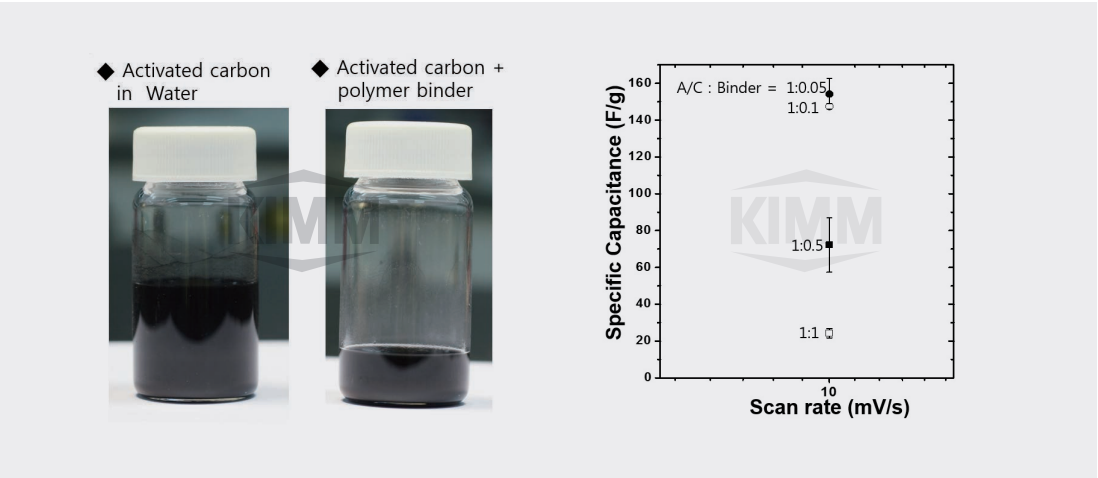 ◆ Activated carbon
in Water
◆ Activated carbon +
polymer binder
KIMM
Specific Capacitance (F/g)
160
140
120
100
80
60
40
20
0
A/C : Binder = 1:0.05
1:0.1
1:0.5
1:1
KIMM
10
Scan rate (mV/s)